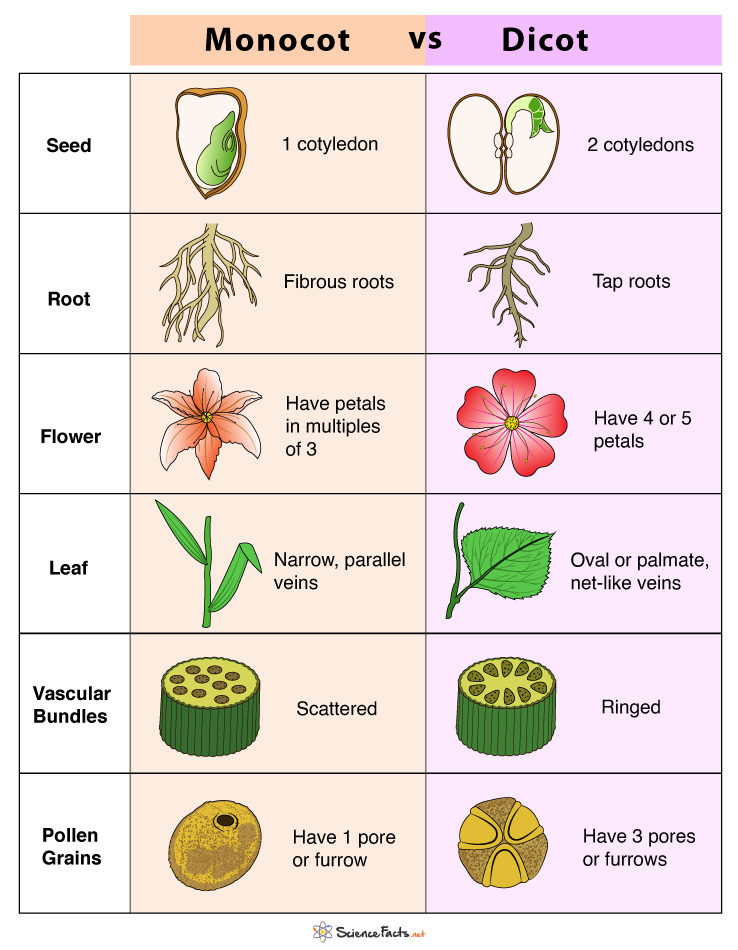 Monocot vs Dicot
Seed
1 cotyledon
2 cotyledons
Root
Fibrous roots
Tap roots
Flower
Have petals
in multiples
of 3
Have 4 or 5
petals
Leaf
Narrow, parallel
veins
Oval or palmate,
net-like veins
Vascular
Bundles
Scattered
Ringed
Pollen
Grains
Have 1 pore
or furrow
Have 3 pores
or furrows
ScienceFacts.net